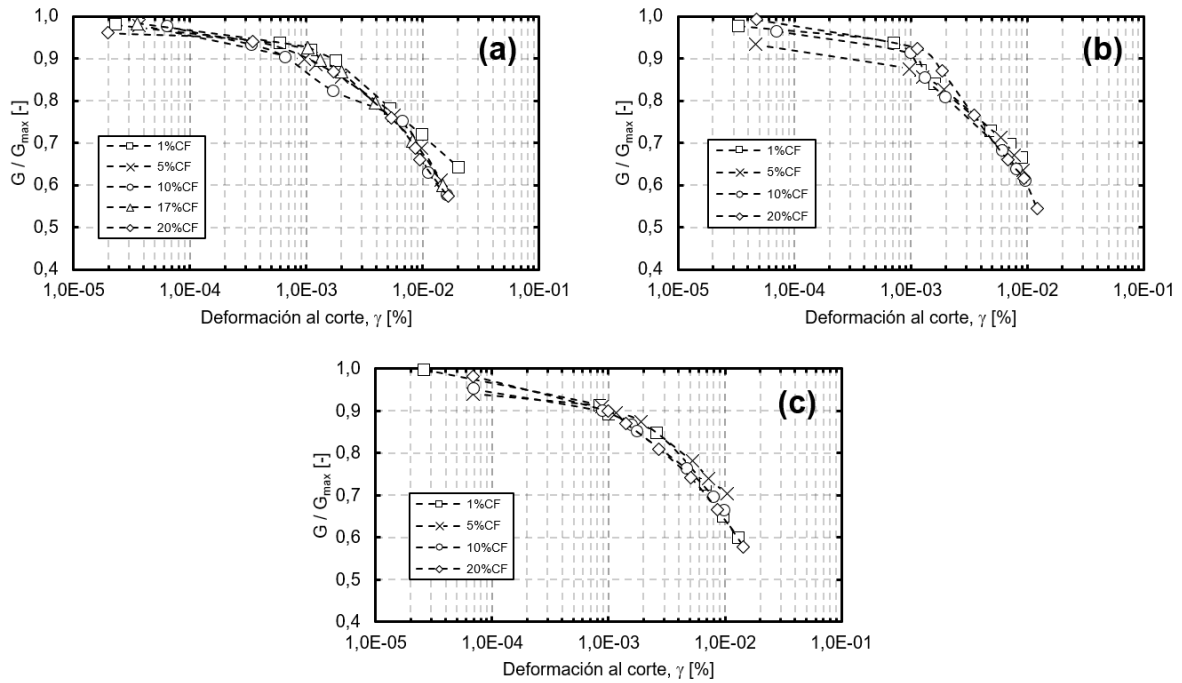 1,0
0,9
0,8
0,7
0,6
0,5
0,4
G / Gmax [-]
(a)
1%CF
5%CF
10%CF
17%CF
20%CF
1,0E-05 1,0E-04 1,0E-03 1,0E-02 1,0E-01
Deformación al corte, γ [%]
1,0
0,9
0,8
0,7
0,6
0,5
0,4
G / Gmax [-]
(b)
1%CF
5%CF
10%CF
20%CF
1,0E-05 1,0E-04 1,0E-03 1,0E-02 1,0E-01
Deformación al corte, γ [%]
1,0
0,9
0,8
0,7
0,6
0,5
0,4
G / Gmax [-]
(c)
1%CF
5%CF
10%CF
20%CF
1,0E-05 1,0E-04 1,0E-03 1,0E-02 1,0E-01
Deformación al corte, γ [%]